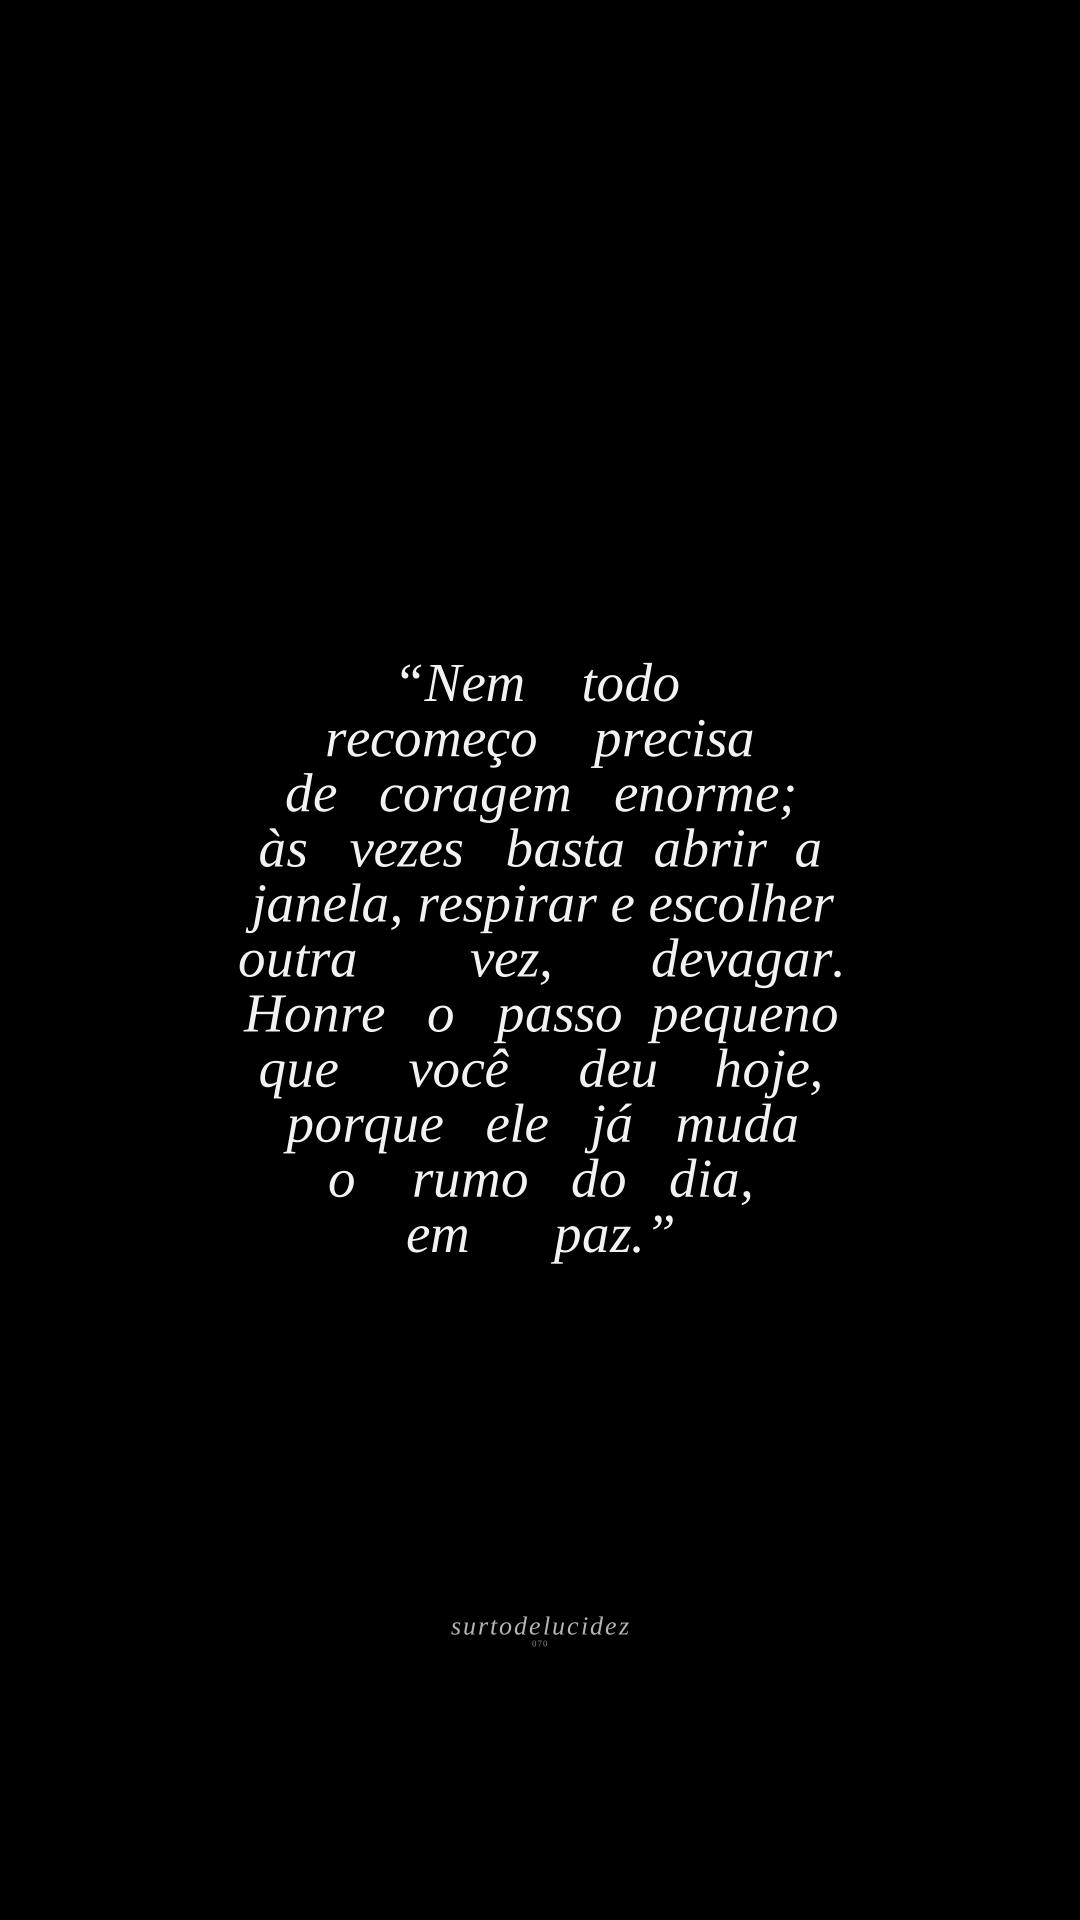 “Nem todo
recomeço precisa
de coragem enorme;
às vezes basta abrir a
janela, respirar e escolher
outra vez, devagar.
Honre o passo pequeno
que você deu hoje,
porque ele já muda
o rumo do dia,
em paz.”
surtodelucidez
070